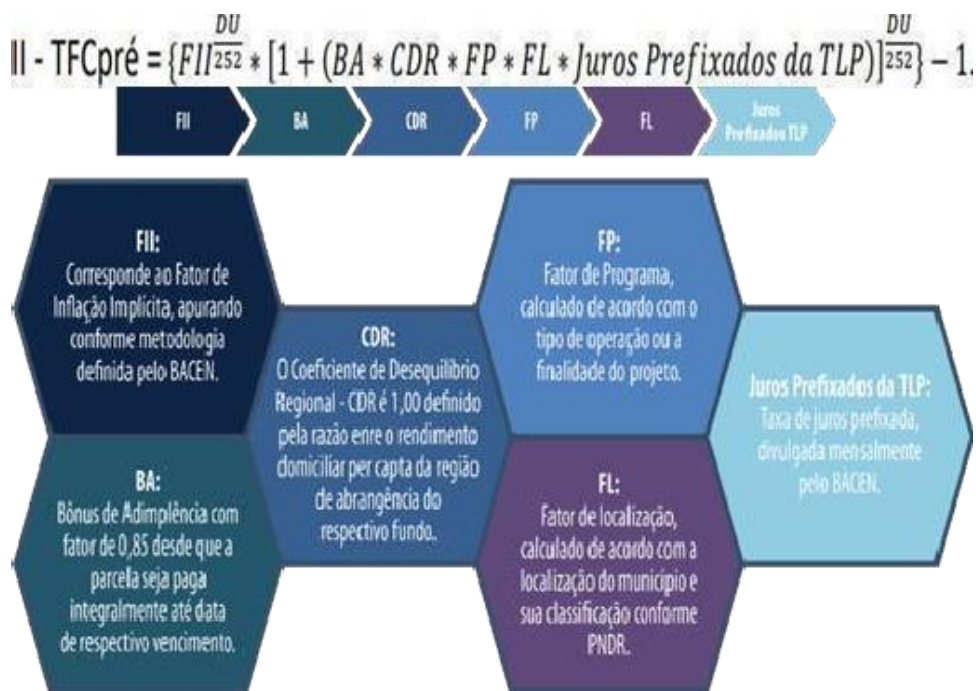 II - TFCpré = {FII^DU/252 * [1 + (BA * CDR * FP * FL * Juros Prefixados da TLP)]^DU/252} − 1.
FII
BA
CDR
FP
FL
Juros
Prefixados TLP
FII:
Corresponde ao Fator de
Inflação Implícita, apurando
conforme metodologia
definida pelo BACEN.
BA:
Bônus de Adimplência com
fator de 0,85 desde que a
parcela seja paga
integralmente até data
de respectivo vencimento.
CDR:
O Coeficiente de Desequilíbrio
Regional - CDR é 1,00 definido
pela razão enre o rendimento
domiciliar per capta da região
de abrangência do
respectivo fundo.
FP:
Fator de Programa,
calculado de acordo com o
tipo de operação ou a
finalidade do projeto.
FL:
Fator de localização,
calculado de acordo com a
localização do município e
sua classificação conforme
PNDR.
Juros Prefixados da TLP:
Taxa de juros prefixada,
divulgada mensalmente
pelo BACEN.